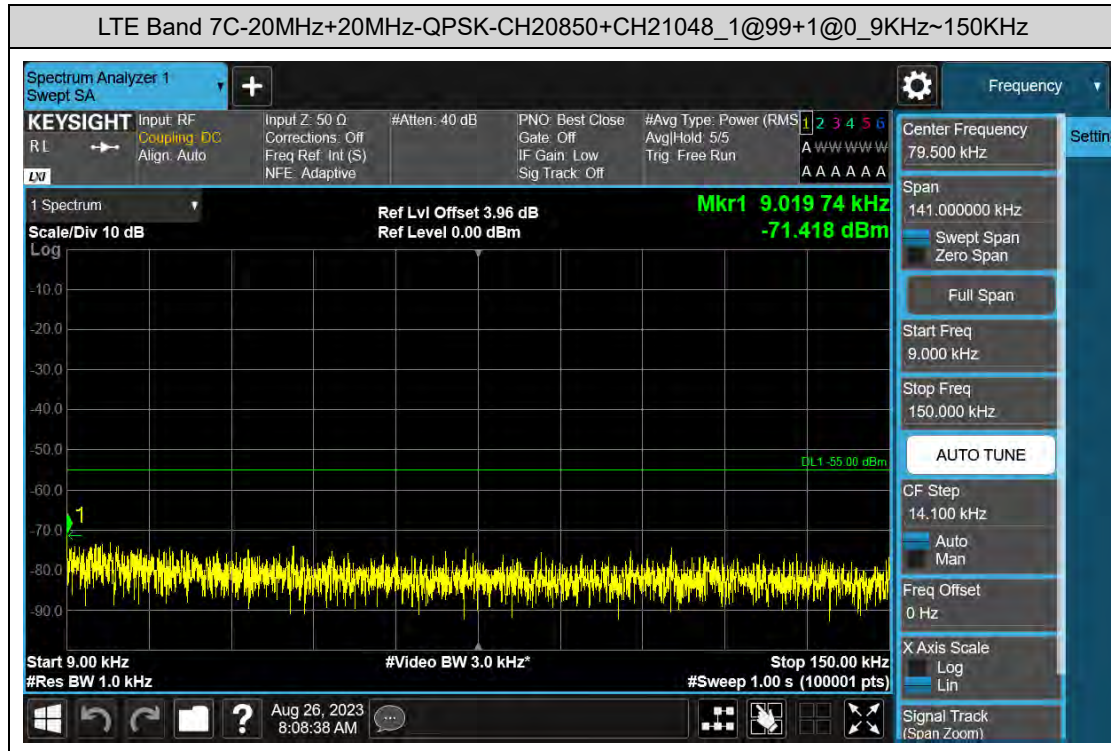 LTE Band 7C-20MHz+20MHz-QPSK-CH20850+CH21048_1@99+1@0_9KHz~150KHz
Spectrum Analyzer 1
Swept SA
+
Frequency
KEYSIGHT
RL
LXI
Input: RF
Coupling: DC
Align: Auto
Input Z: 50 Ω
Corrections: Off
Freq Ref: Int (S)
NFE: Adaptive
#Atten: 40 dB
PNO: Best Close
Gate: Off
IF Gain: Low
Sig Track: Off
#Avg Type: Power (RMS
Avg|Hold: 5/5
Trig: Free Run
1 2 3 4 5 6
A W W W W W
A A A A A A
1 Spectrum
Scale/Div 10 dB
Log
Ref Lvl Offset 3.96 dB
Ref Level 0.00 dBm
Mkr1 9.019 74 kHz
-71.418 dBm
-10.0
-20.0
-30.0
-40.0
-50.0
DL1 -55.00 dBm
-60.0
1
-70.0
-80.0
-90.0
Start 9.00 kHz
#Res BW 1.0 kHz
#Video BW 3.0 kHz*
Stop 150.00 kHz
#Sweep 1.00 s (100001 pts)
Center Frequency
79.500 kHz
Settin
Span
141.000000 kHz
Swept Span
Zero Span
Full Span
Start Freq
9.000 kHz
Stop Freq
150.000 kHz
AUTO TUNE
CF Step
14.100 kHz
Auto
Man
Freq Offset
0 Hz
X Axis Scale
Log
Lin
Signal Track
(Span Zoom)
?
Aug 26, 2023
8:08:38 AM